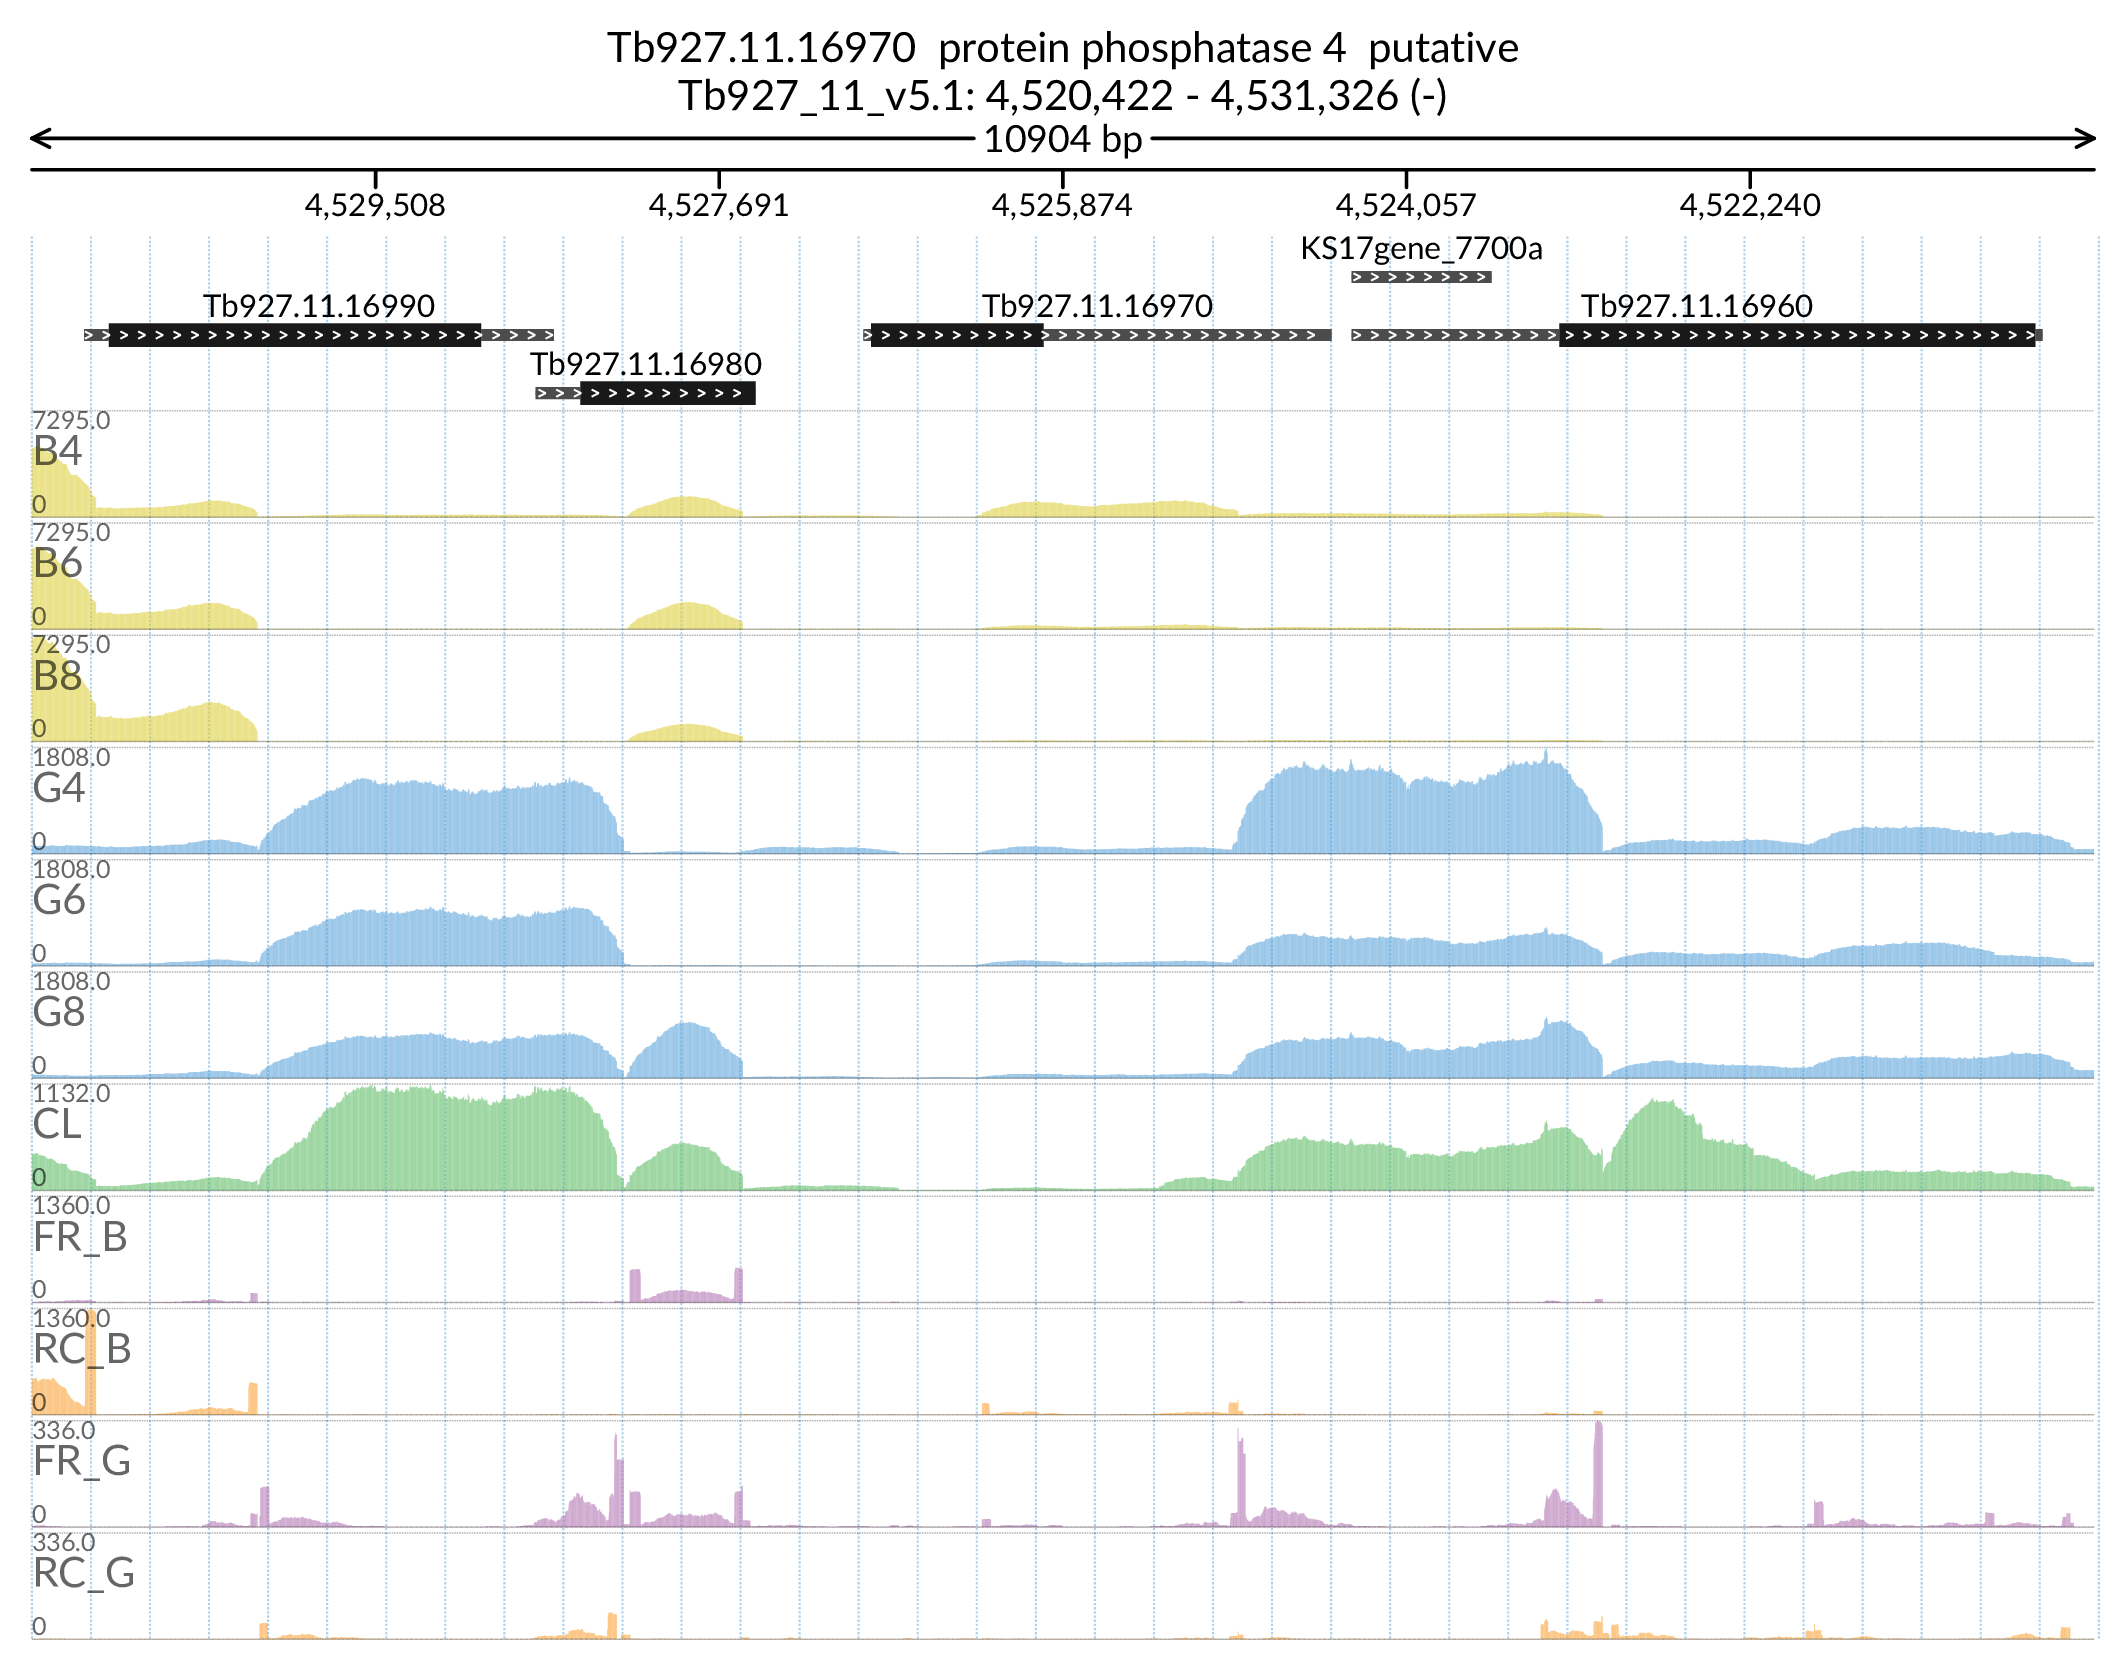 Tb927.11.16970 protein phosphatase 4 putative
Tb927_11_v5.1: 4,520,422 - 4,531,326 (-)
10904 bp
4,529,508 4,527,691 4,525,874 4,524,057 4,522,240
KS17gene_7700a
Tb927.11.16990 Tb927.11.16970 Tb927.11.16960
Tb927.11.16980
7295.0
B4
0
7295.0
B6
0
7295.0
B8
0
1808.0
G4
0
1808.0
G6
0
1808.0
G8
0
1132.0
CL
0
1360.0
FR_B
0
1360.0
RC_B
0
336.0
FR_G
0
336.0
RC_G
0